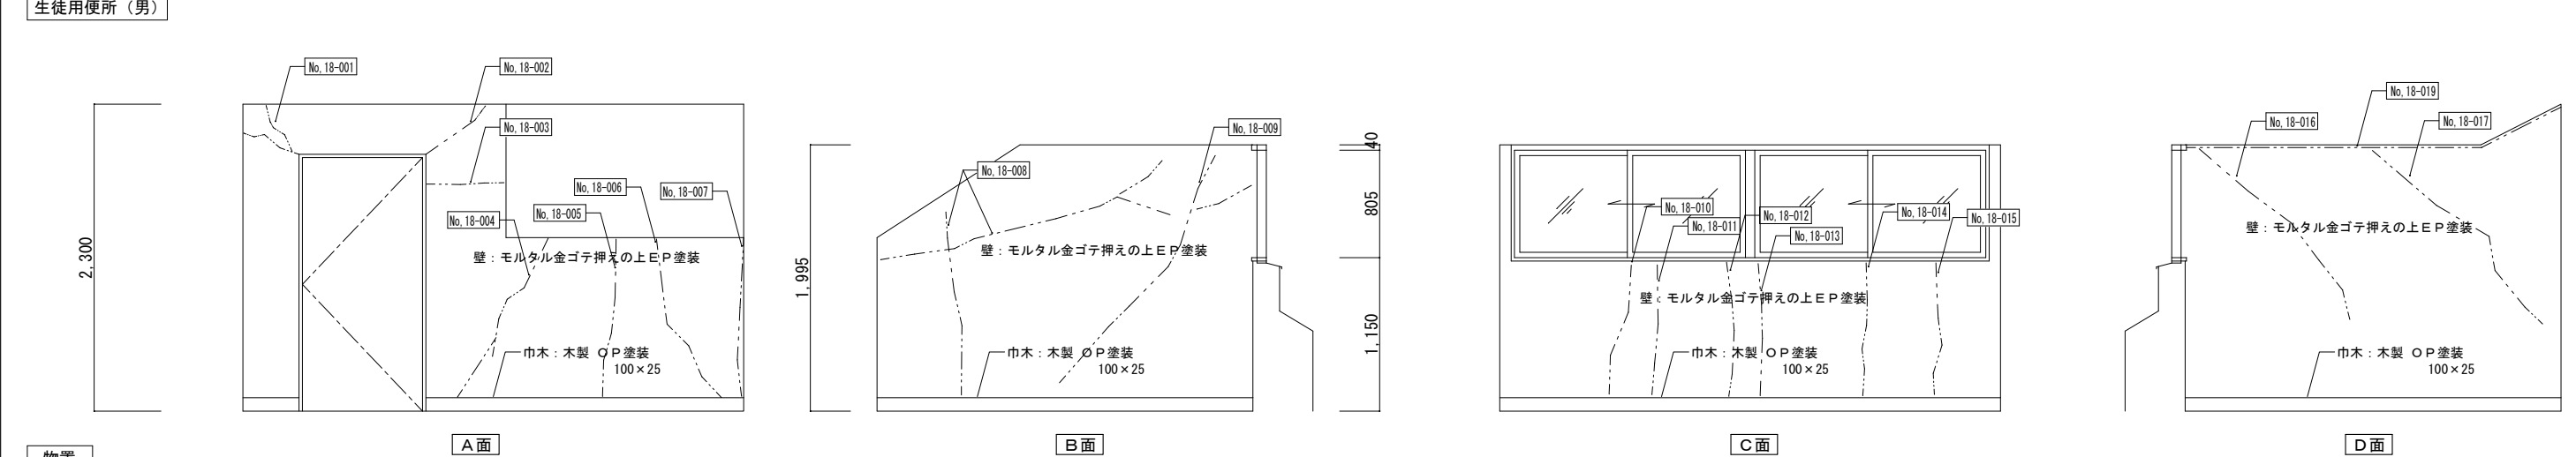 生徒用便所（男）
No,18-001
No,18-002
No,18-003
No,18-004
No,18-005
No,18-006
No,18-007
2,300
壁：モルタル金ゴテ押えの上ＥＰ塗装
巾木：木製 ＯＰ塗装
100×25
Ａ面
No,18-008
No,18-009
1,995
壁：モルタル金ゴテ押えの上ＥＰ塗装
巾木：木製 ＯＰ塗装
100×25
Ｂ面
40
805
1,150
No,18-010
No,18-011
No,18-012
No,18-013
No,18-014
No,18-015
壁：モルタル金ゴテ押えの上ＥＰ塗装
巾木：木製 ＯＰ塗装
100×25
Ｃ面
No,18-016
No,18-019
No,18-017
壁：モルタル金ゴテ押えの上ＥＰ塗装
巾木：木製 ＯＰ塗装
100×25
Ｄ面
物置